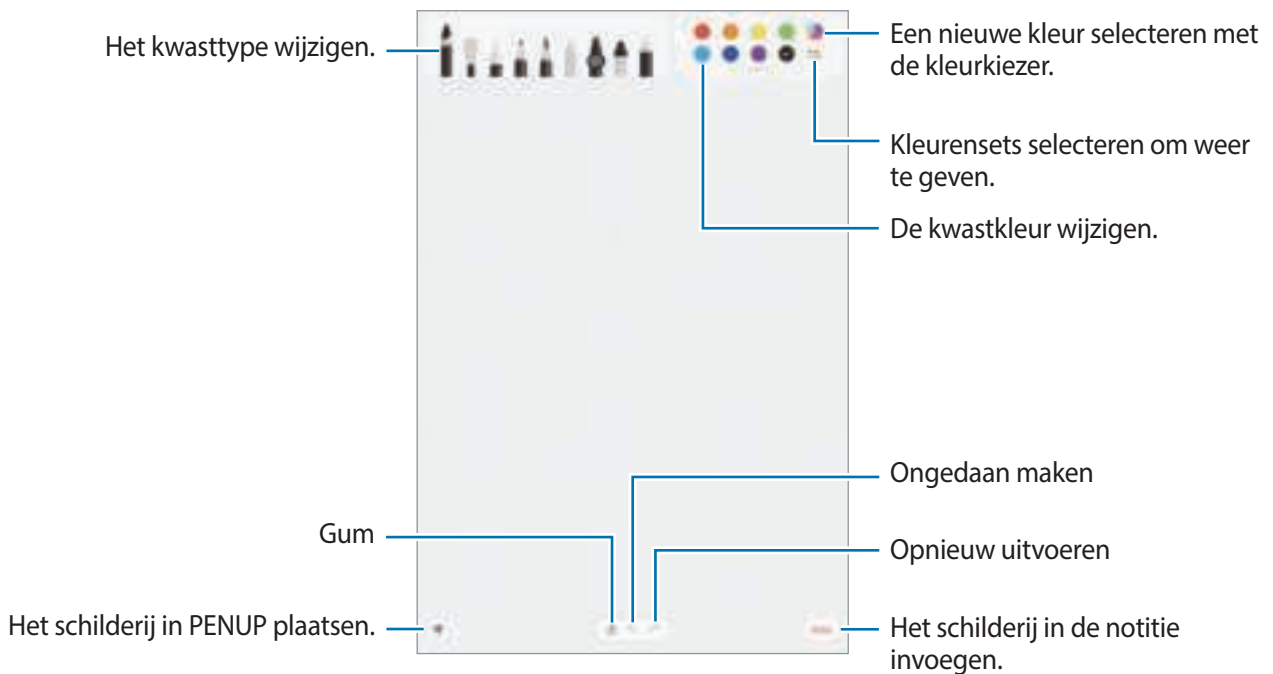 Het kwasttype wijzigen.
Een nieuwe kleur selecteren met
de kleurkiezer.
Kleurensets selecteren om weer
te geven.
De kwastkleur wijzigen.
Ongedaan maken
Gum
Opnieuw uitvoeren
Het schilderij in PENUP plaatsen.
Het schilderij in de notitie
invoegen.